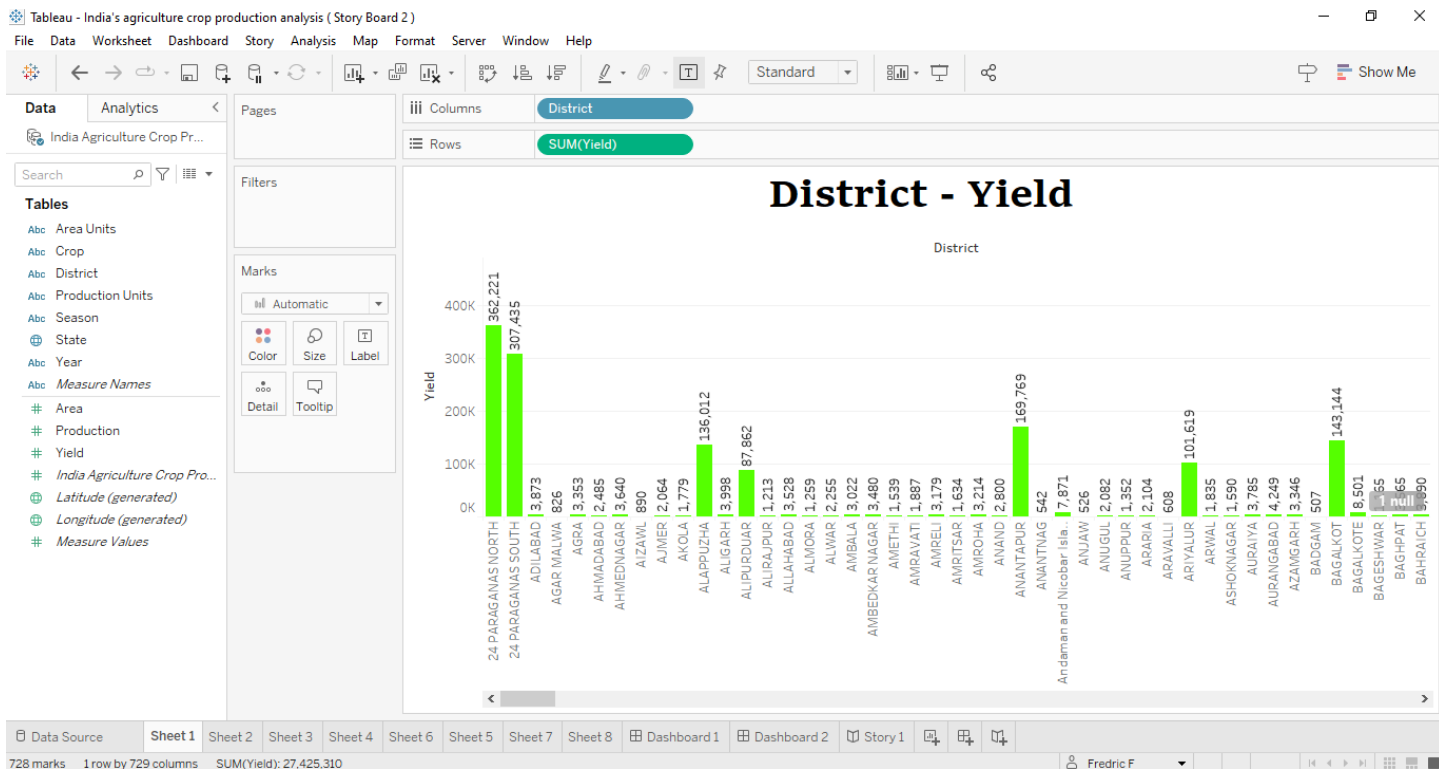 Tableau - India's agriculture crop production analysis ( Story Board 2 )
File Data Worksheet Dashboard Story Analysis Map Format Server Window Help
Standard
Show Me
Data Analytics
India Agriculture Crop Pr...
Search
Tables
Abc Area Units
Abc Crop
Abc District
Abc Production Units
Abc Season
State
Abc Year
Abc Measure Names
# Area
# Production
# Yield
# India Agriculture Crop Pro...
Latitude (generated)
Longitude (generated)
# Measure Values
Pages
Filters
Marks
Automatic
Color Size Label
Detail Tooltip
iii Columns District
Rows SUM(Yield)
District - Yield
District
Yield
400K
300K
200K
100K
0K
362,221
307,435
3,873
826
3,353
2,485
3,640
890
2,064
1,779
136,012
3,998
87,862
1,213
3,528
1,259
2,255
3,022
3,480
1,539
1,887
3,179
1,634
3,214
2,800
169,769
542
7,871
526
2,082
1,352
2,104
608
101,619
1,835
1,590
3,785
4,249
3,346
507
143,144
8,501
1 null
24 PARAGANAS NORTH
24 PARAGANAS SOUTH
ADILABAD
AGAR MALWA
AGRA
AHMADABAD
AHMEDNAGAR
AIZAWL
AJMER
AKOLA
ALAPPUZHA
ALIGARH
ALIPURDUAR
ALIRAJPUR
ALLAHABAD
ALMORA
ALWAR
AMBALA
AMBEDKAR NAGAR
AMETHI
AMRAVATI
AMRELI
AMRITSAR
AMROHA
ANAND
ANANTAPUR
ANANTNAG
Andaman and Nicobar Isla..
ANJAW
ANUGUL
ANUPPUR
ARARIA
ARAVALLI
ARIYALUR
ARWAL
ASHOKNAGAR
AURAIYA
AURANGABAD
AZAMGARH
BADGAM
BAGALKOT
BAGALKOTE
BAGESHWAR
BAGHPAT
BAHRAICH
Data Source Sheet 1 Sheet 2 Sheet 3 Sheet 4 Sheet 6 Sheet 5 Sheet 7 Sheet 8 Dashboard 1 Dashboard 2 Story 1
728 marks 1 row by 729 columns SUM(Yield): 27,425,310 Fredric F